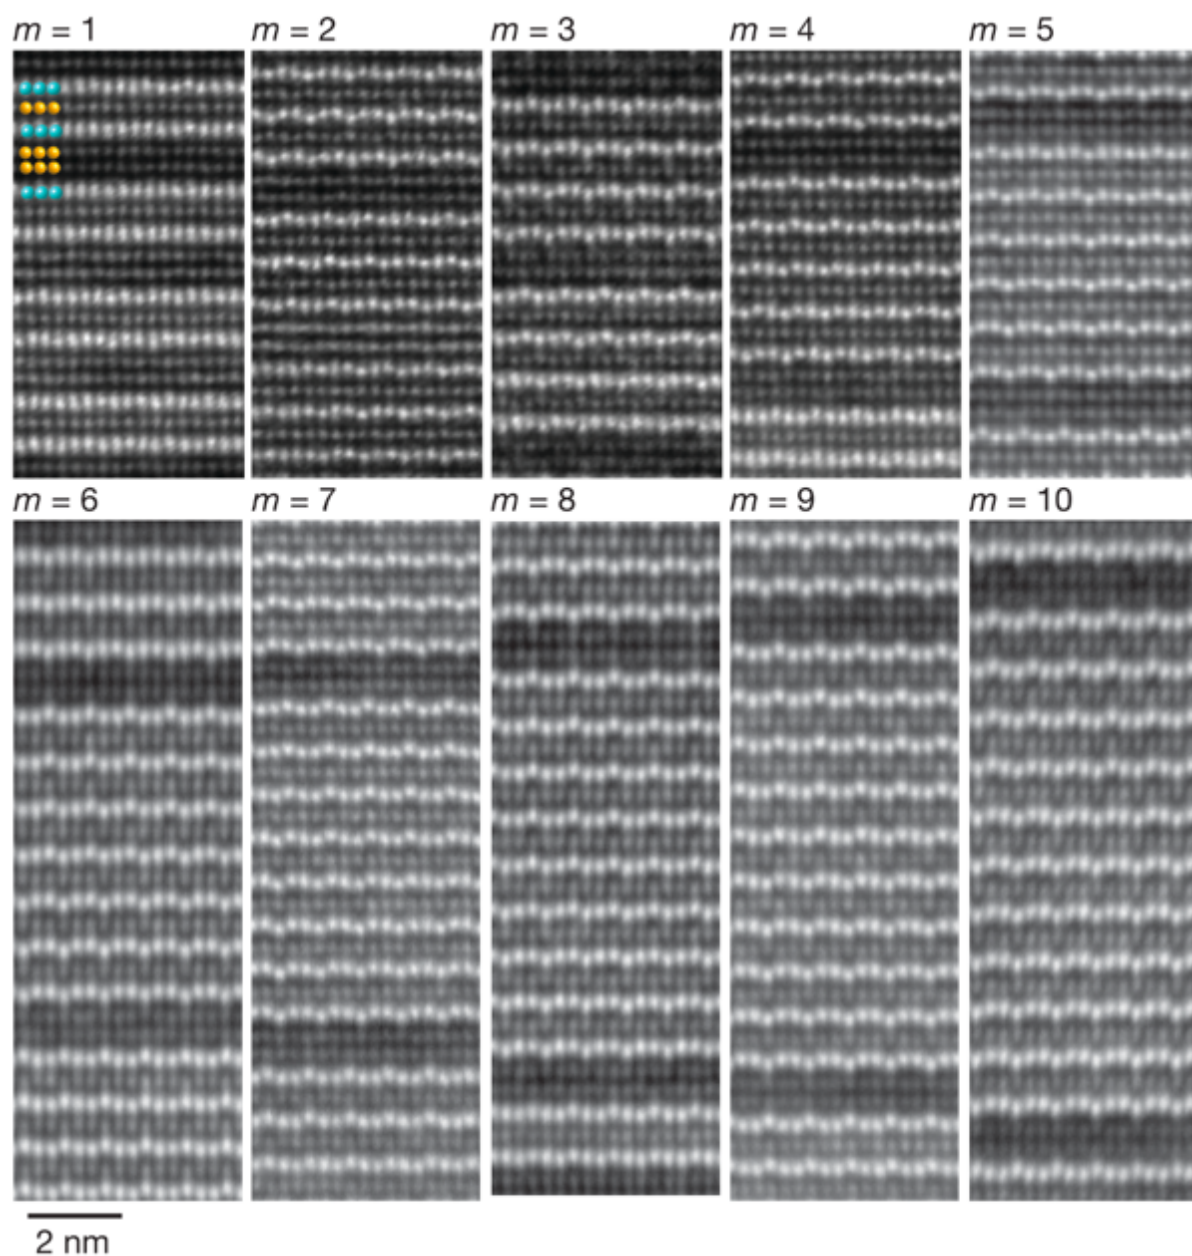 m = 1
m = 2
m = 3
m = 4
m = 5
m = 6
m = 7
m = 8
m = 9
m = 10
2 nm